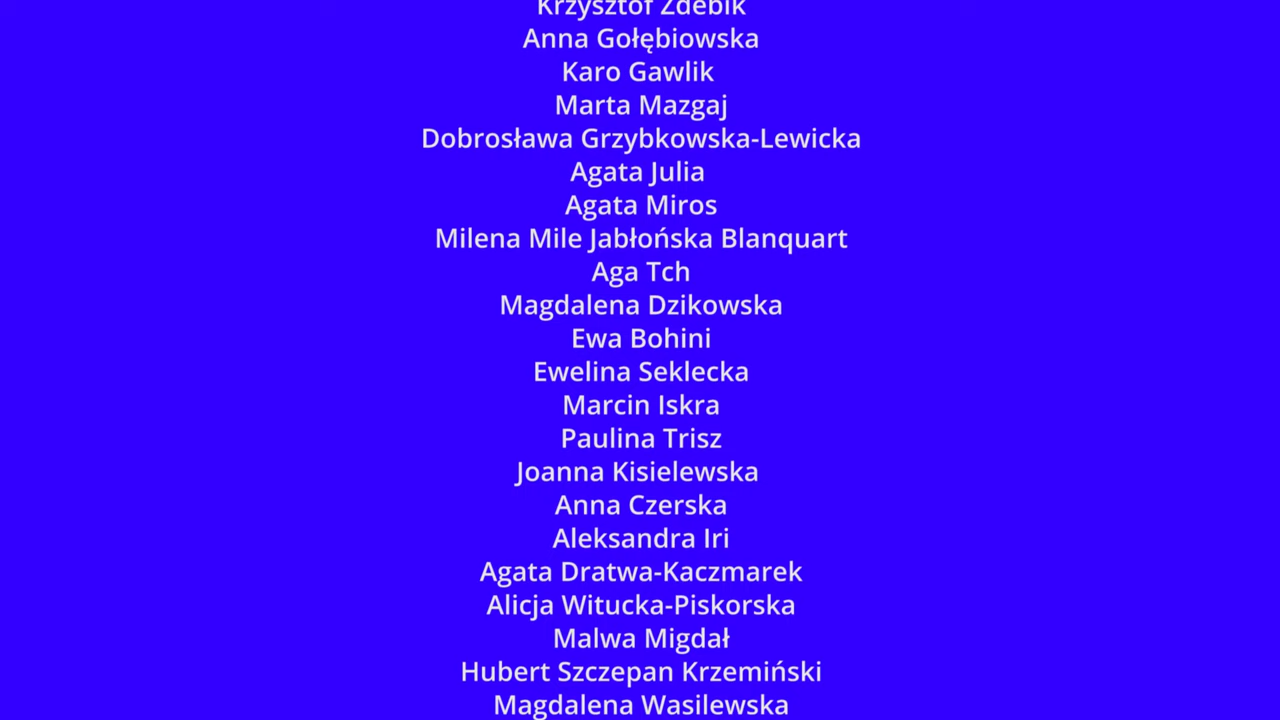 Krzysztof Zdebik
Anna Gołębiowska
Karo Gawlik
Marta Mazgaj
Dobrosława Grzybkowska-Lewicka
Agata Julia
Agata Miros
Milena Mile Jabłońska Blanquart
Aga Tch
Magdalena Dzikowska
Ewa Bohini
Ewelina Seklecka
Marcin Iskra
Paulina Trisz
Joanna Kisielewska
Anna Czerska
Aleksandra Iri
Agata Dratwa-Kaczmarek
Alicja Witucka-Piskorska
Malwa Migdał
Hubert Szczepan Krzemiński
Magdalena Wasilewska